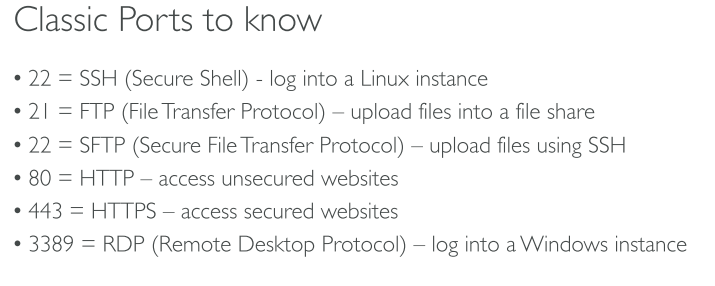 Classic Ports to know
• 22 = SSH (Secure Shell) - log into a Linux instance
• 21 = FTP (File Transfer Protocol) – upload files into a file share
• 22 = SFTP (Secure File Transfer Protocol) – upload files using SSH
• 80 = HTTP – access unsecured websites
• 443 = HTTPS – access secured websites
• 3389 = RDP (Remote Desktop Protocol) – log into a Windows instance